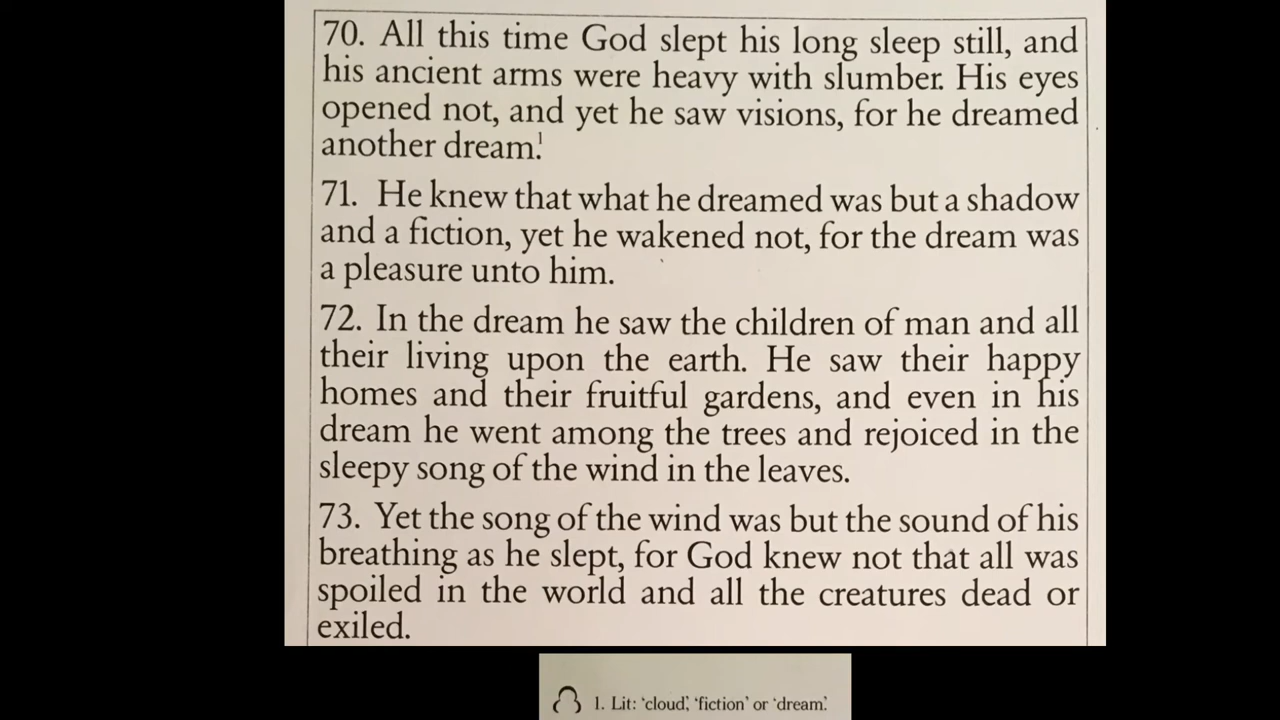 70. All this time God slept his long sleep still, and
his ancient arms were heavy with slumber. His eyes
opened not, and yet he saw visions, for he dreamed
another dream.¹
71. He knew that what he dreamed was but a shadow
and a fiction, yet he wakened not, for the dream was
a pleasure unto him.
72. In the dream he saw the children of man and all
their living upon the earth. He saw their happy
homes and their fruitful gardens, and even in his
dream he went among the trees and rejoiced in the
sleepy song of the wind in the leaves.
73. Yet the song of the wind was but the sound of his
breathing as he slept, for God knew not that all was
spoiled in the world and all the creatures dead or
exiled.
1. Lit: ‘cloud’, ‘fiction’ or ‘dream’.